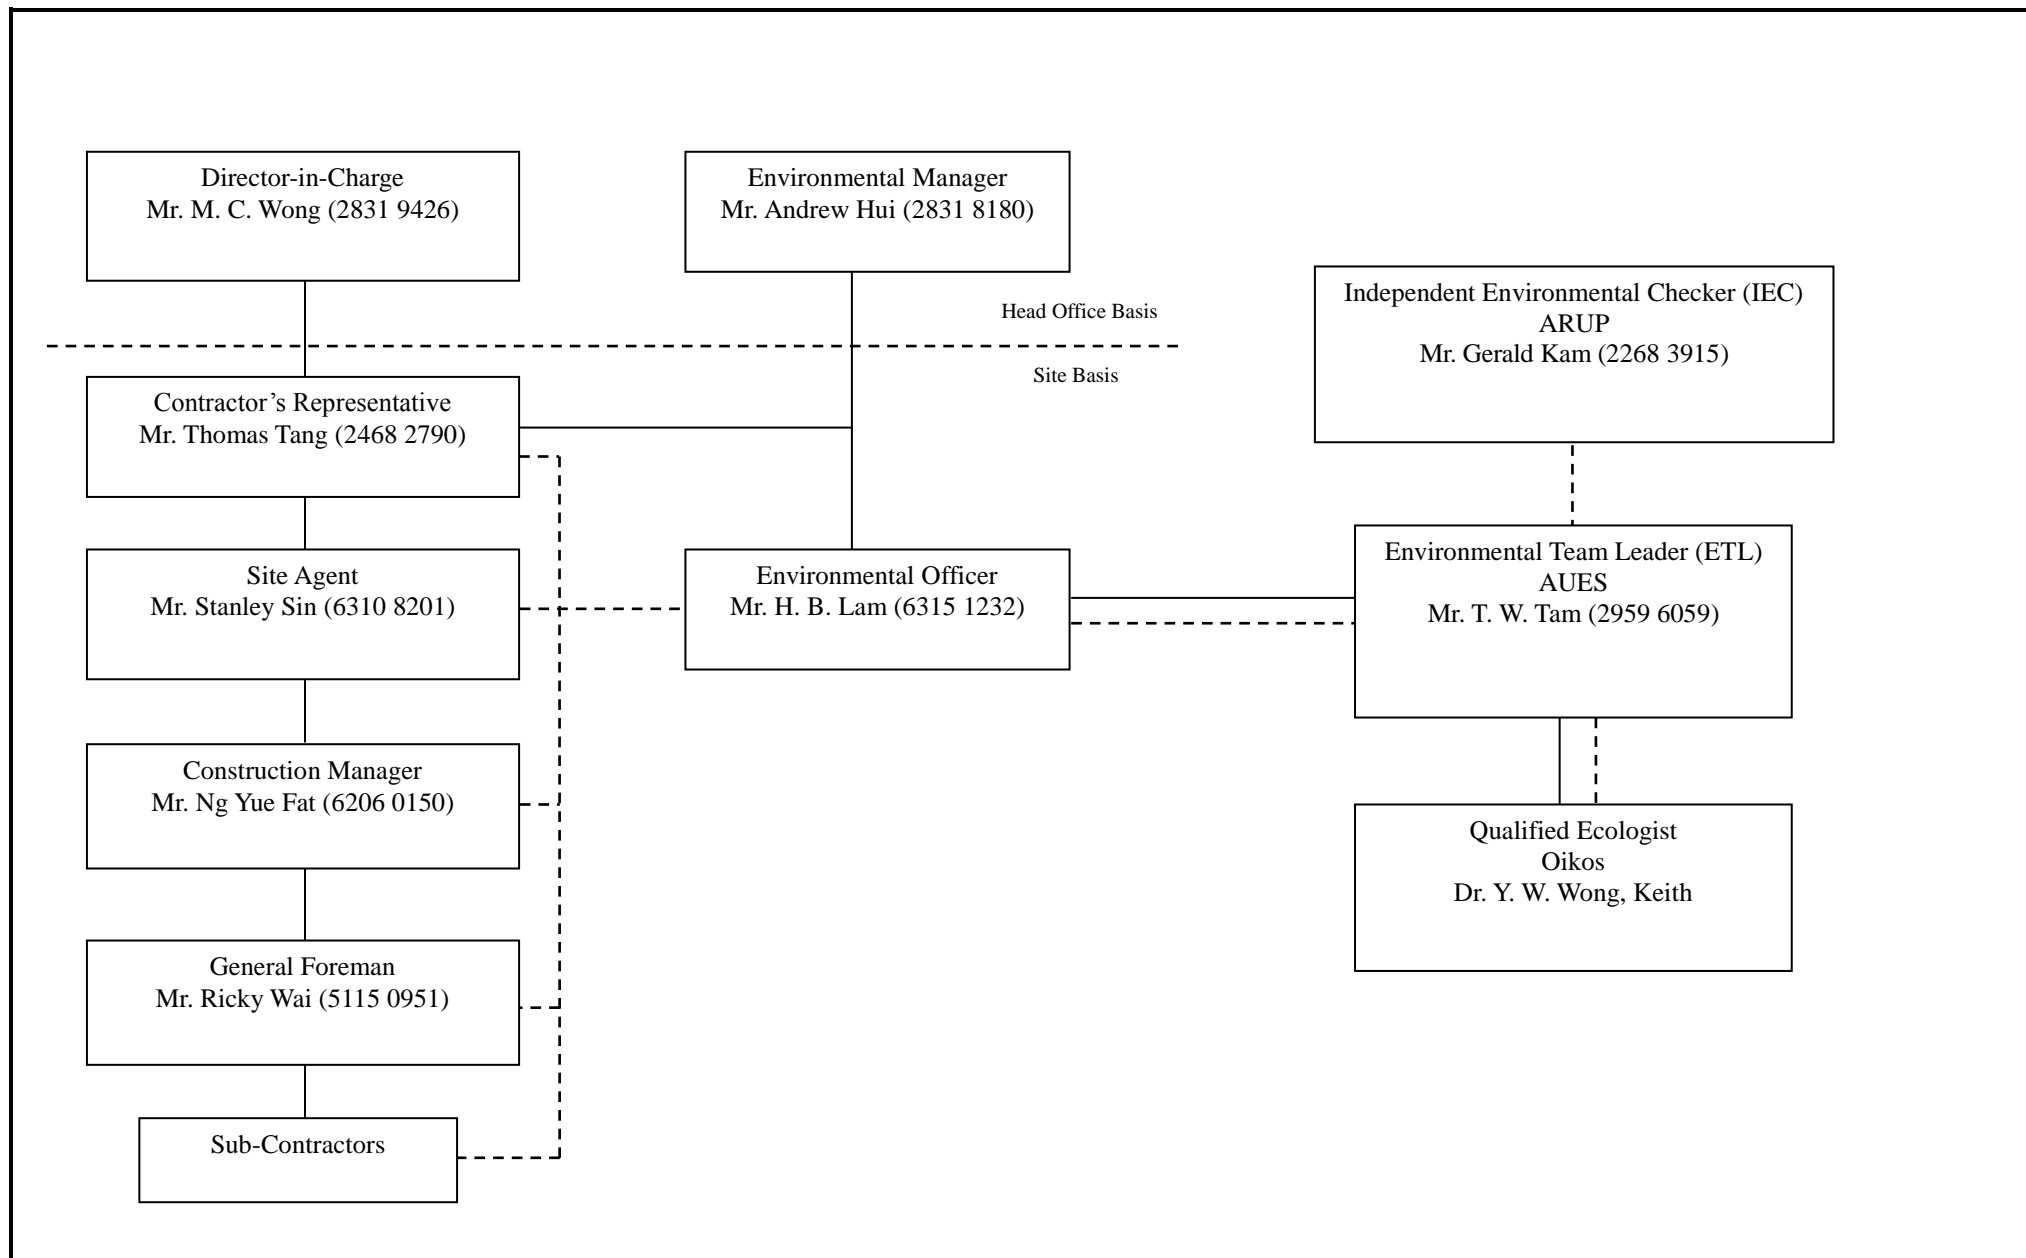 Director-in-Charge
Mr. M. C. Wong (2831 9426)
Environmental Manager
Mr. Andrew Hui (2831 8180)
Independent Environmental Checker (IEC)
ARUP
Mr. Gerald Kam (2268 3915)
Head Office Basis
Site Basis
Contractor’s Representative
Mr. Thomas Tang (2468 2790)
Site Agent
Mr. Stanley Sin (6310 8201)
Environmental Officer
Mr. H. B. Lam (6315 1232)
Environmental Team Leader (ETL)
AUES
Mr. T. W. Tam (2959 6059)
Construction Manager
Mr. Ng Yue Fat (6206 0150)
Qualified Ecologist
Oikos
Dr. Y. W. Wong, Keith
General Foreman
Mr. Ricky Wai (5115 0951)
Sub-Contractors